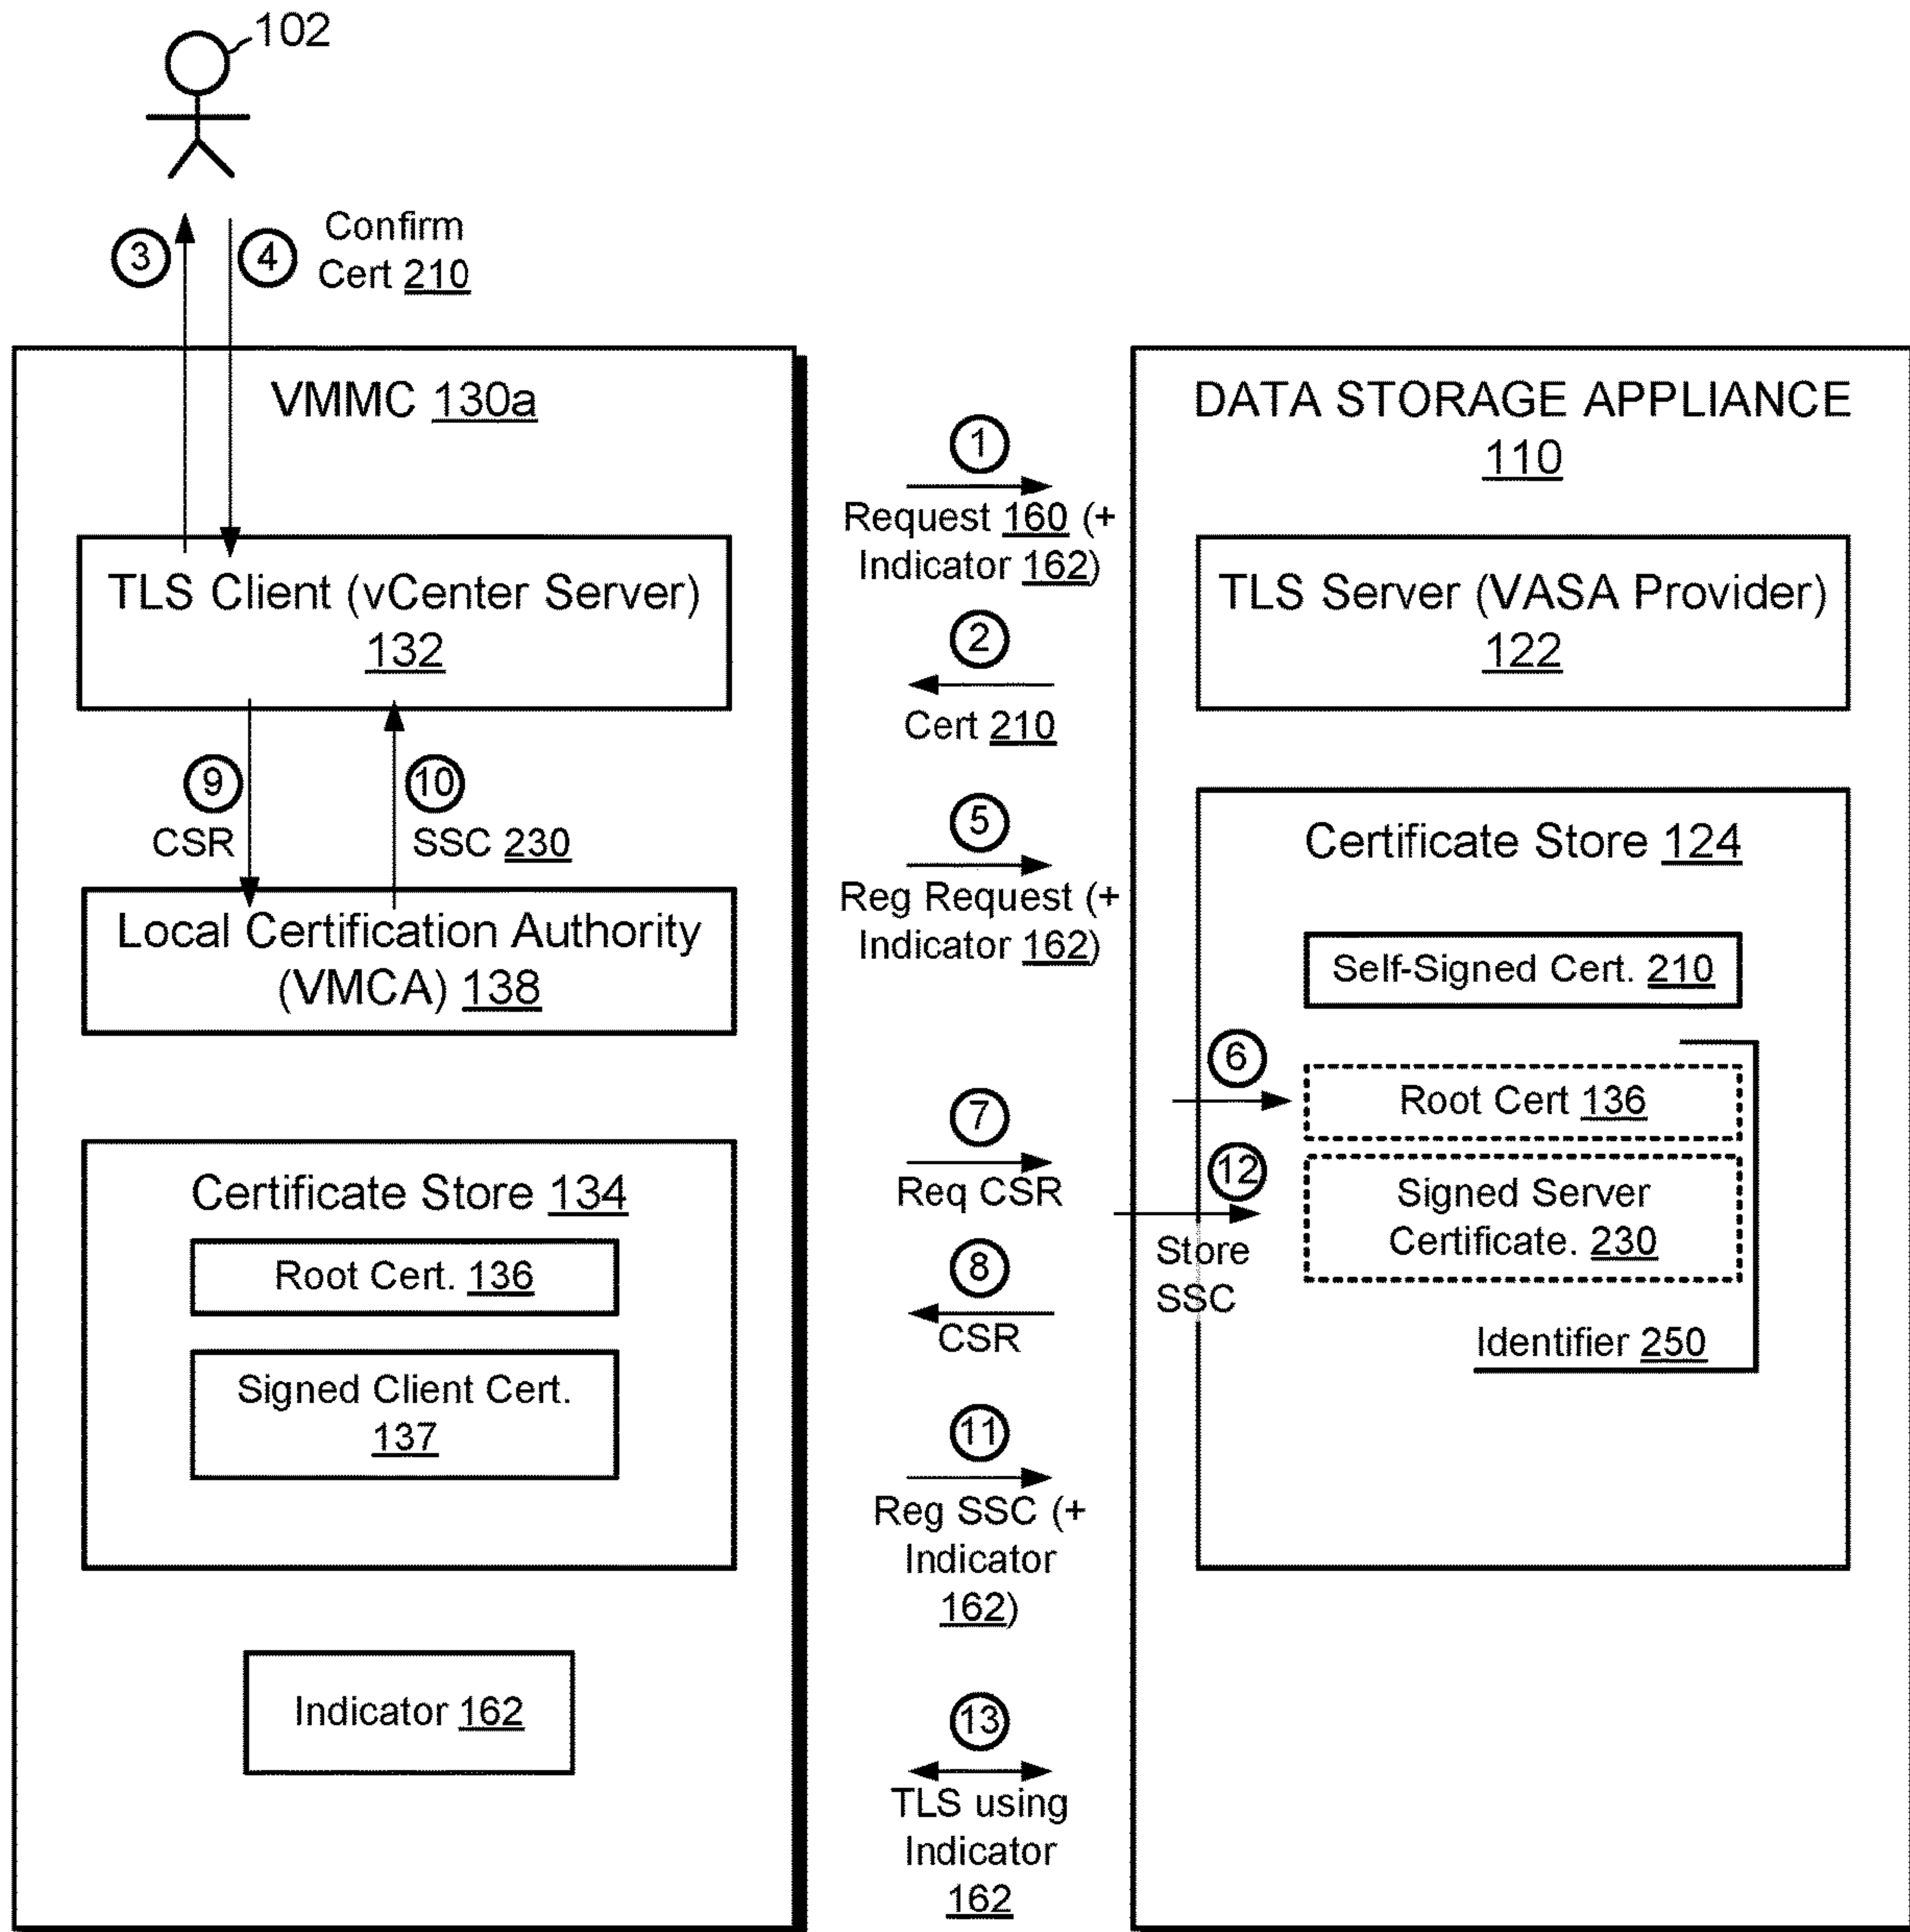 102
3
4
Confirm
Cert 210
VMMC 130a
TLS Client (vCenter Server)
132
9
CSR
10
SSC 230
Local Certification Authority
(VMCA) 138
Certificate Store 134
Root Cert. 136
Signed Client Cert.
137
Indicator 162
1
Request 160 (+
Indicator 162)
2
Cert 210
5
Reg Request (+
Indicator 162)
7
Req CSR
8
CSR
11
Reg SSC (+
Indicator
162)
13
TLS using
Indicator
162
DATA STORAGE APPLIANCE
110
TLS Server (VASA Provider)
122
Certificate Store 124
Self-Signed Cert. 210
6
Root Cert 136
12
Store
SSC
Signed Server
Certificate. 230
Identifier 250